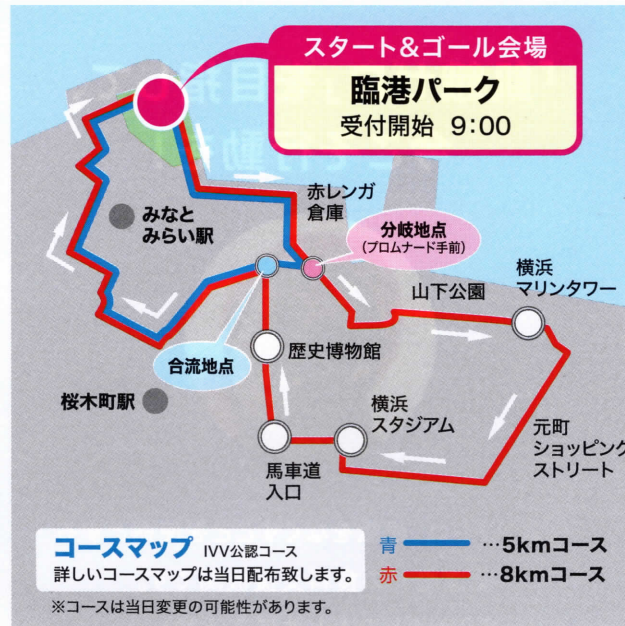 スタート&ゴール会場
臨港パーク
受付開始 9:00
赤レンガ
倉庫
みなと
みらい駅
分岐地点
(プロムナード手前)
横浜
マリンタワー
山下公園
合流地点
歴史博物館
桜木町駅
横浜
スタジアム
元町
ショッピング
ストリート
馬車道
入口
コースマップ IVV公認コース
詳しいコースマップは当日配布致します。
青 …5kmコース
赤 …8kmコース
※コースは当日変更の可能性があります。